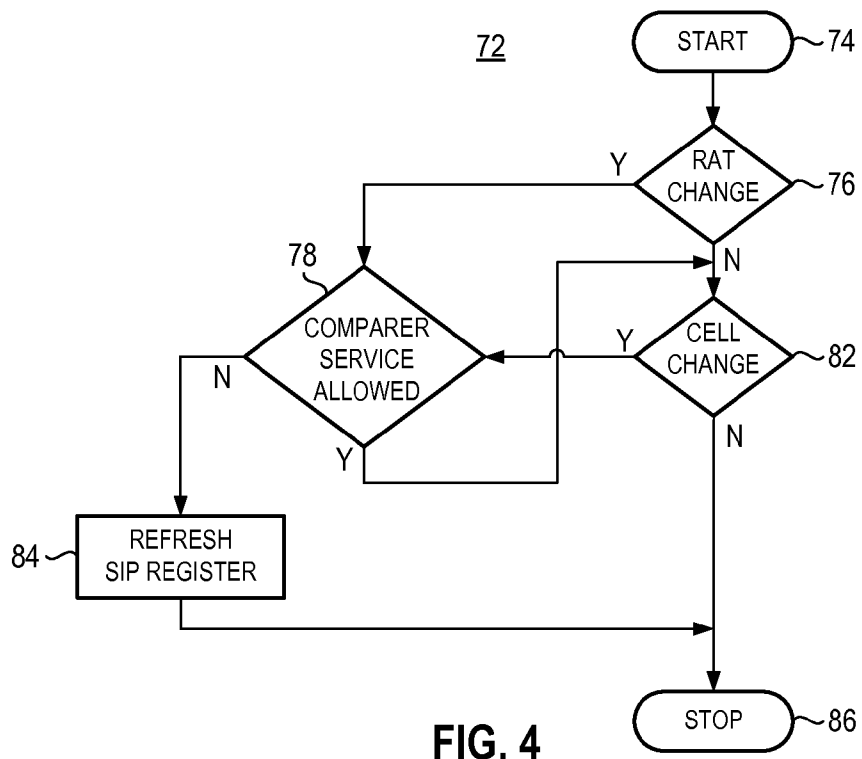 72
START
74
RAT
CHANGE
76
Y
N
78
COMPARER
SERVICE
ALLOWED
N
Y
CELL
CHANGE
82
Y
N
84
REFRESH
SIP REGISTER
STOP
86
FIG. 4